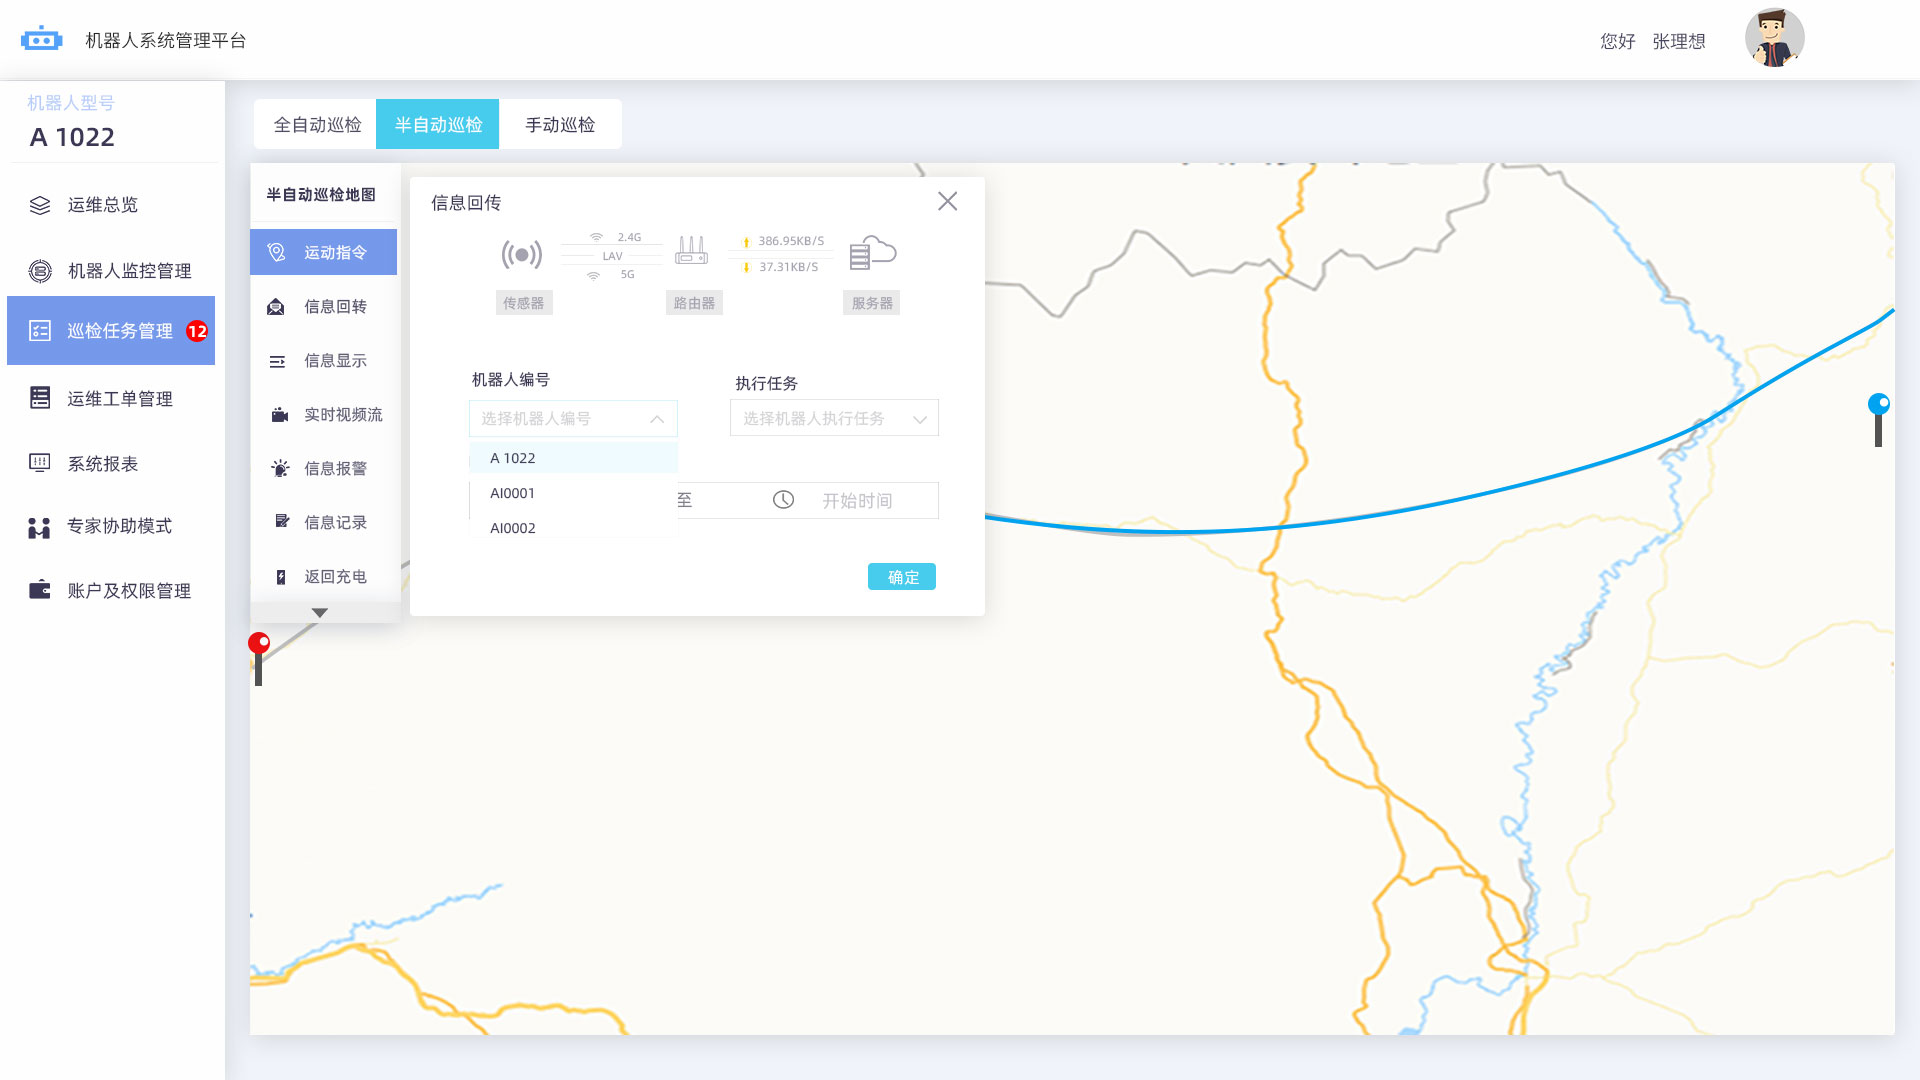 机器人系统管理平台
您好 张理想
机器人型号
A 1022
运维总览
机器人监控管理
巡检任务管理 12
运维工单管理
系统报表
专家协助模式
账户及权限管理
全自动巡检 半自动巡检 手动巡检
半自动巡检地图
运动指令
信息回转
信息显示
实时视频流
信息报警
信息记录
返回充电
信息回传
2.4G
LAV
5G
386.95KB/S
37.31KB/S
传感器 路由器 服务器
机器人编号 执行任务
选择机器人编号 选择机器人执行任务
A 1022
AI0001
AI0002
至 开始时间
确定